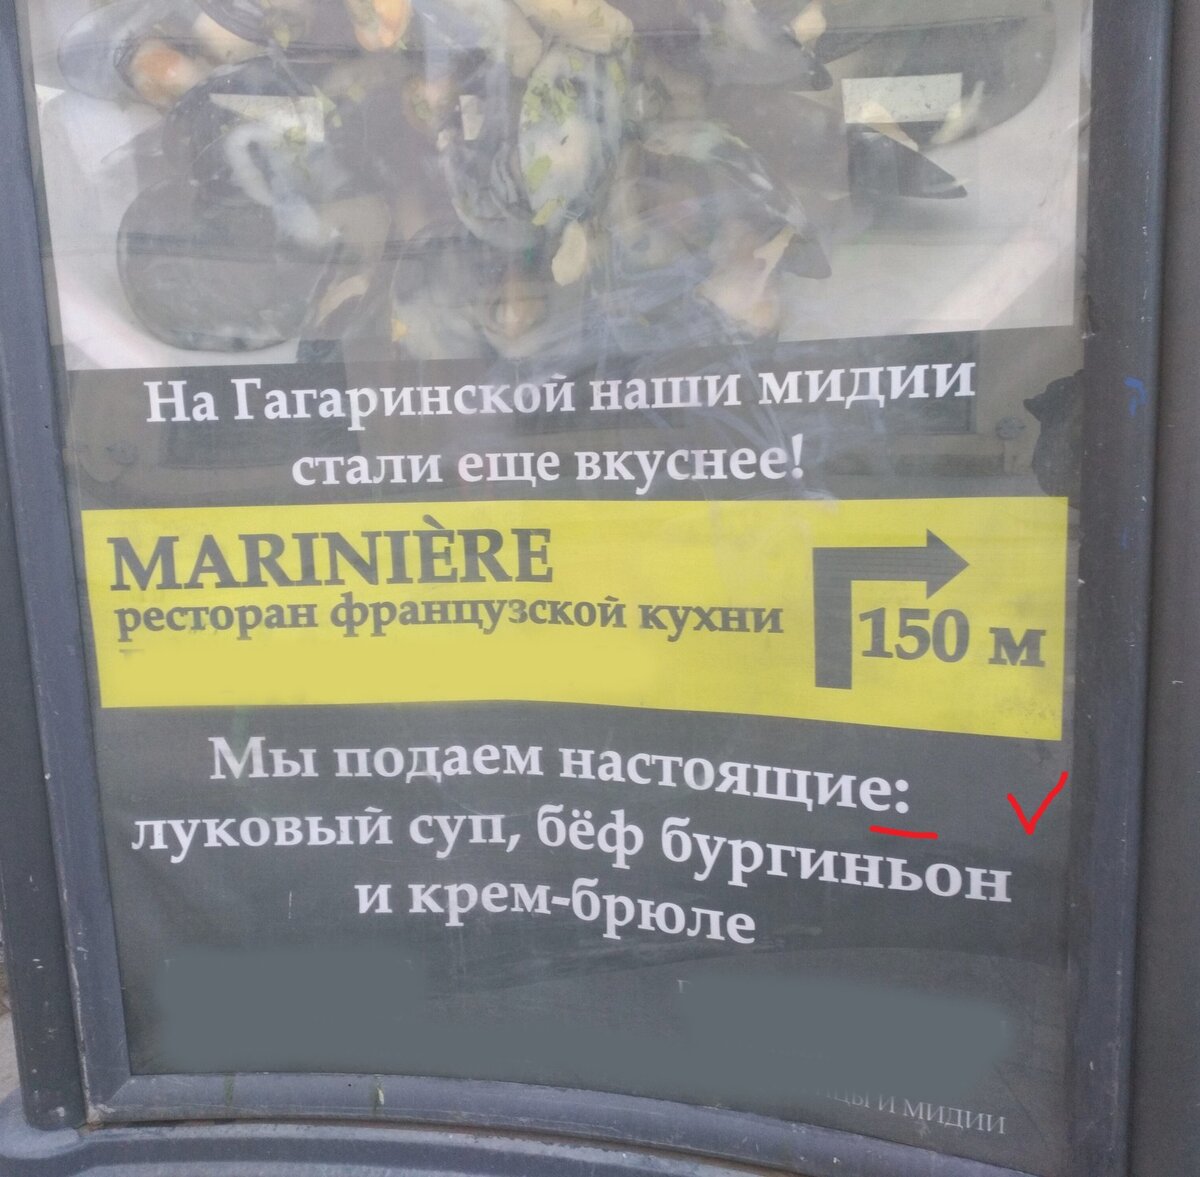 На Гагаринской наши мидии
стали еще вкуснее!
MARINIÈRE
ресторан французской кухни
150 м
Мы подаем настоящие:
луковый суп, бёф бургиньон
и крем-брюле
И МИДИИ